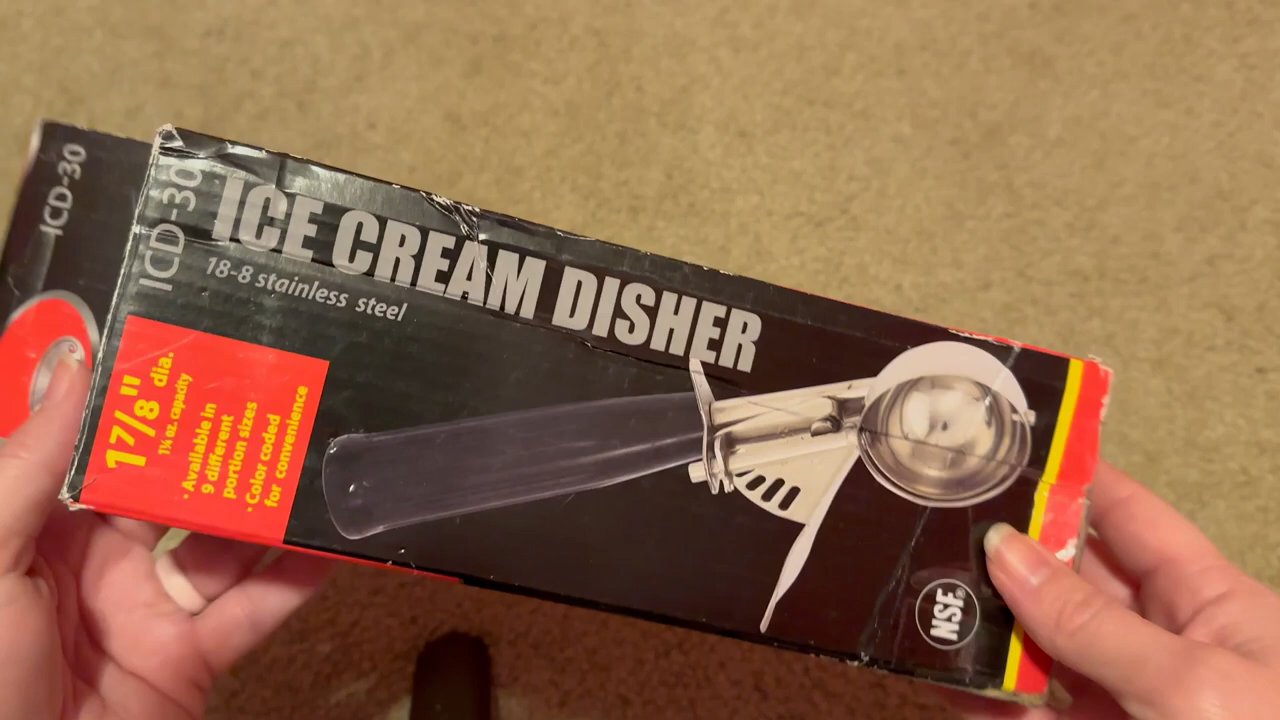 ICD-30
ICD-30
ICE CREAM DISHER
18-8 stainless steel
1 7/8" dia.
1¼ oz. capacity
· Available in
9 different
portion sizes
· Color coded
for convenience
NSF®